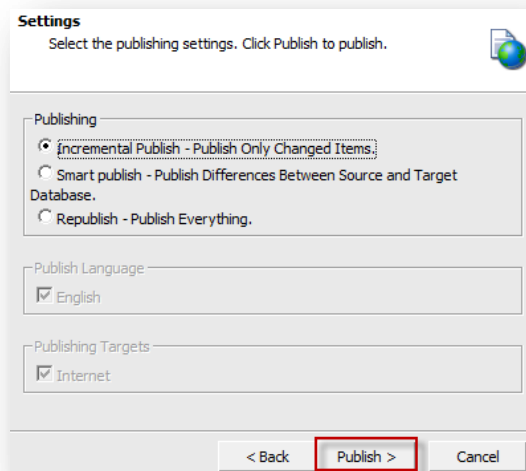 Settings
Select the publishing settings. Click Publish to publish.
Publishing
Incremental Publish - Publish Only Changed Items.
Smart publish - Publish Differences Between Source and Target
Database.
Republish - Publish Everything.
Publish Language
English
Publishing Targets
Internet
< Back Publish > Cancel